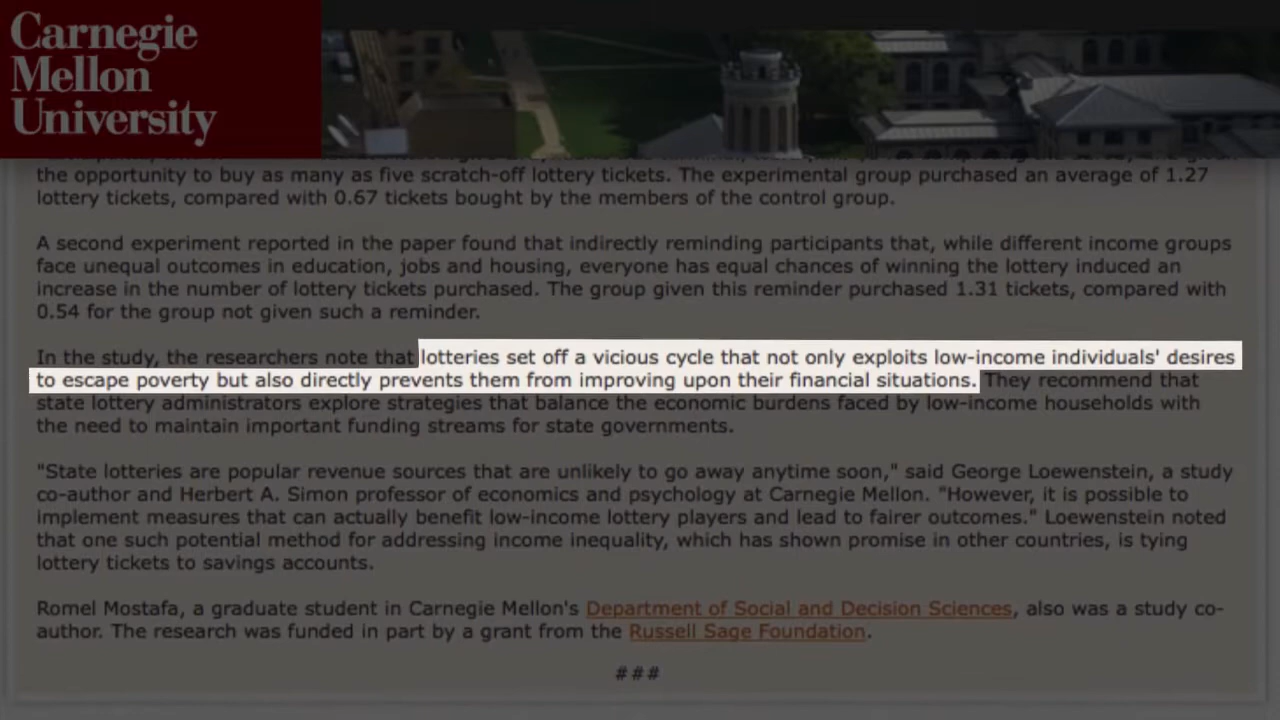 Carnegie
Mellon
University
the opportunity to buy as many as five scratch-off lottery tickets. The experimental group purchased an average of 1.27
lottery tickets, compared with 0.67 tickets bought by the members of the control group.
A second experiment reported in the paper found that indirectly reminding participants that, while different income groups
face unequal outcomes in education, jobs and housing, everyone has equal chances of winning the lottery induced an
increase in the number of lottery tickets purchased. The group given this reminder purchased 1.31 tickets, compared with
0.54 for the group not given such a reminder.
In the study, the researchers note that lotteries set off a vicious cycle that not only exploits low-income individuals' desires
to escape poverty but also directly prevents them from improving upon their financial situations. They recommend that
state lottery administrators explore strategies that balance the economic burdens faced by low-income households with
the need to maintain important funding streams for state governments.
"State lotteries are popular revenue sources that are unlikely to go away anytime soon," said George Loewenstein, a study
co-author and Herbert A. Simon professor of economics and psychology at Carnegie Mellon. "However, it is possible to
implement measures that can actually benefit low-income lottery players and lead to fairer outcomes." Loewenstein noted
that one such potential method for addressing income inequality, which has shown promise in other countries, is tying
lottery tickets to savings accounts.
Romel Mostafa, a graduate student in Carnegie Mellon's Department of Social and Decision Sciences, also was a study co-
author. The research was funded in part by a grant from the Russell Sage Foundation.
###